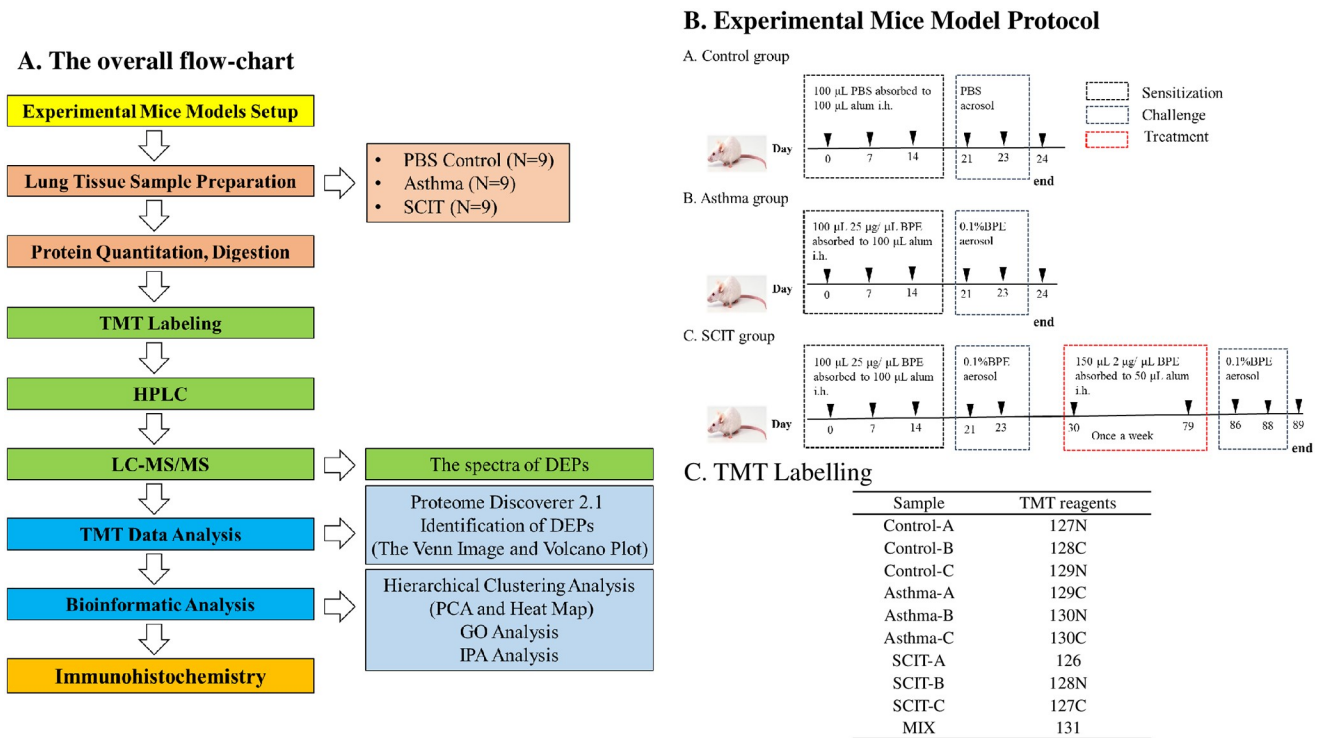 A. The overall flow-chart
Experimental Mice Models Setup
Lung Tissue Sample Preparation
• PBS Control (N=9)
• Asthma (N=9)
• SCIT (N=9)
Protein Quantitation, Digestion
TMT Labeling
HPLC
LC-MS/MS
The spectra of DEPs
TMT Data Analysis
Proteome Discoverer 2.1
Identification of DEPs
(The Venn Image and Volcano Plot)
Bioinformatic Analysis
Hierarchical Clustering Analysis
(PCA and Heat Map)
GO Analysis
IPA Analysis
Immunohistochemistry
B. Experimental Mice Model Protocol
A. Control group
100 µL PBS absorbed to
100 µL alum i.h.
PBS
aerosol
Day
0 7 14 21 23 24
end
Sensitization
Challenge
Treatment
B. Asthma group
100 µL 25 µg/ µL BPE
absorbed to 100 µL alum
i.h.
0.1%BPE
aerosol
Day
0 7 14 21 23 24
end
C. SCIT group
100 µL 25 µg/ µL BPE
absorbed to 100 µL alum
i.h.
0.1%BPE
aerosol
150 µL 2 µg/ µL BPE
absorbed to 50 µL alum
i.h.
0.1%BPE
aerosol
Day
0 7 14 21 23 30 79 86 88 89
Once a week
end
C. TMT Labelling
Sample TMT reagents
Control-A 127N
Control-B 128C
Control-C 129N
Asthma-A 129C
Asthma-B 130N
Asthma-C 130C
SCIT-A 126
SCIT-B 128N
SCIT-C 127C
MIX 131